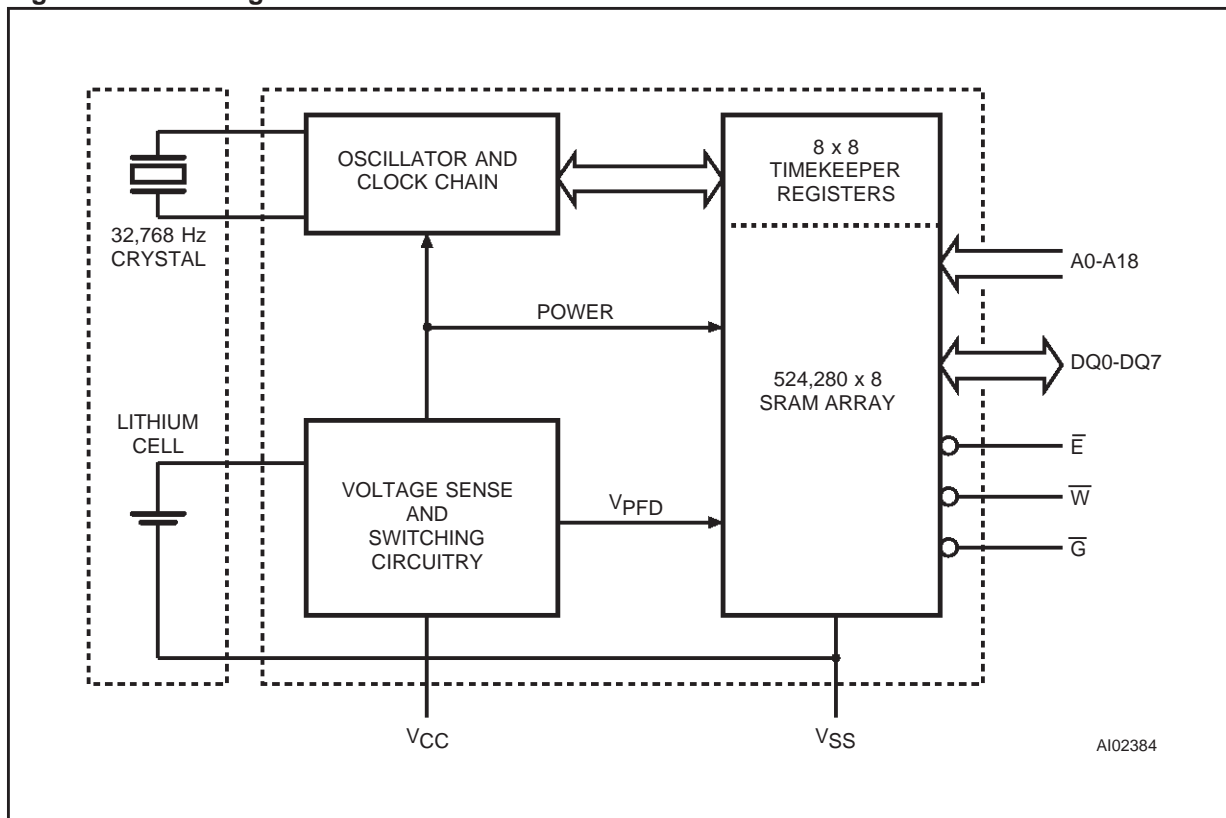 32,768 Hz
CRYSTAL
OSCILLATOR AND
CLOCK CHAIN
8 x 8
TIMEKEEPER
REGISTERS
A0-A18
POWER
DQ0-DQ7
524,280 x 8
SRAM ARRAY
LITHIUM
CELL
E̅
VOLTAGE SENSE
AND
SWITCHING
CIRCUITRY
VPFD
W̅
G̅
VCC
VSS
AI02384